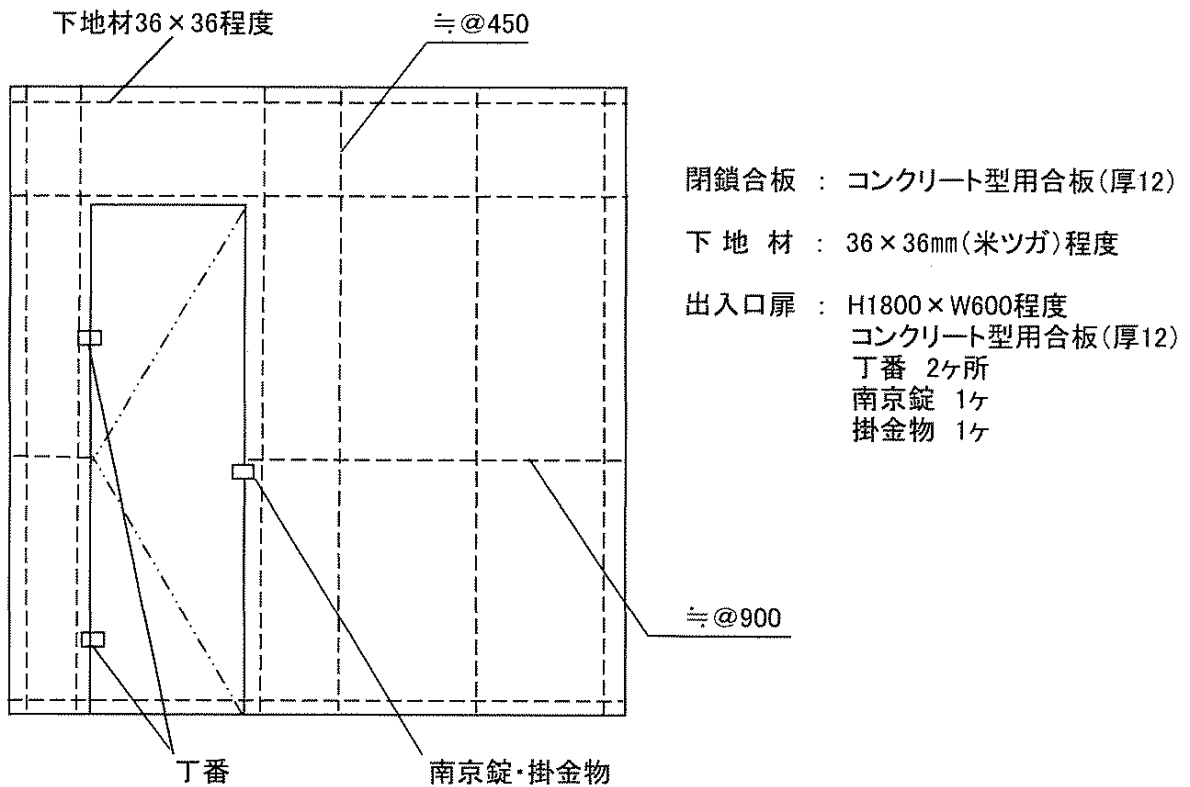 下地材36×36程度
≒@450
閉鎖合板 : コンクリート型用合板(厚12)
下地材 : 36×36㎜(米ツガ)程度
出入口扉 : H1800×W600程度
コンクリート型用合板(厚12)
丁番 2ケ所
南京錠 1ケ
掛金物 1ケ
≒@900
丁番
南京錠・掛金物